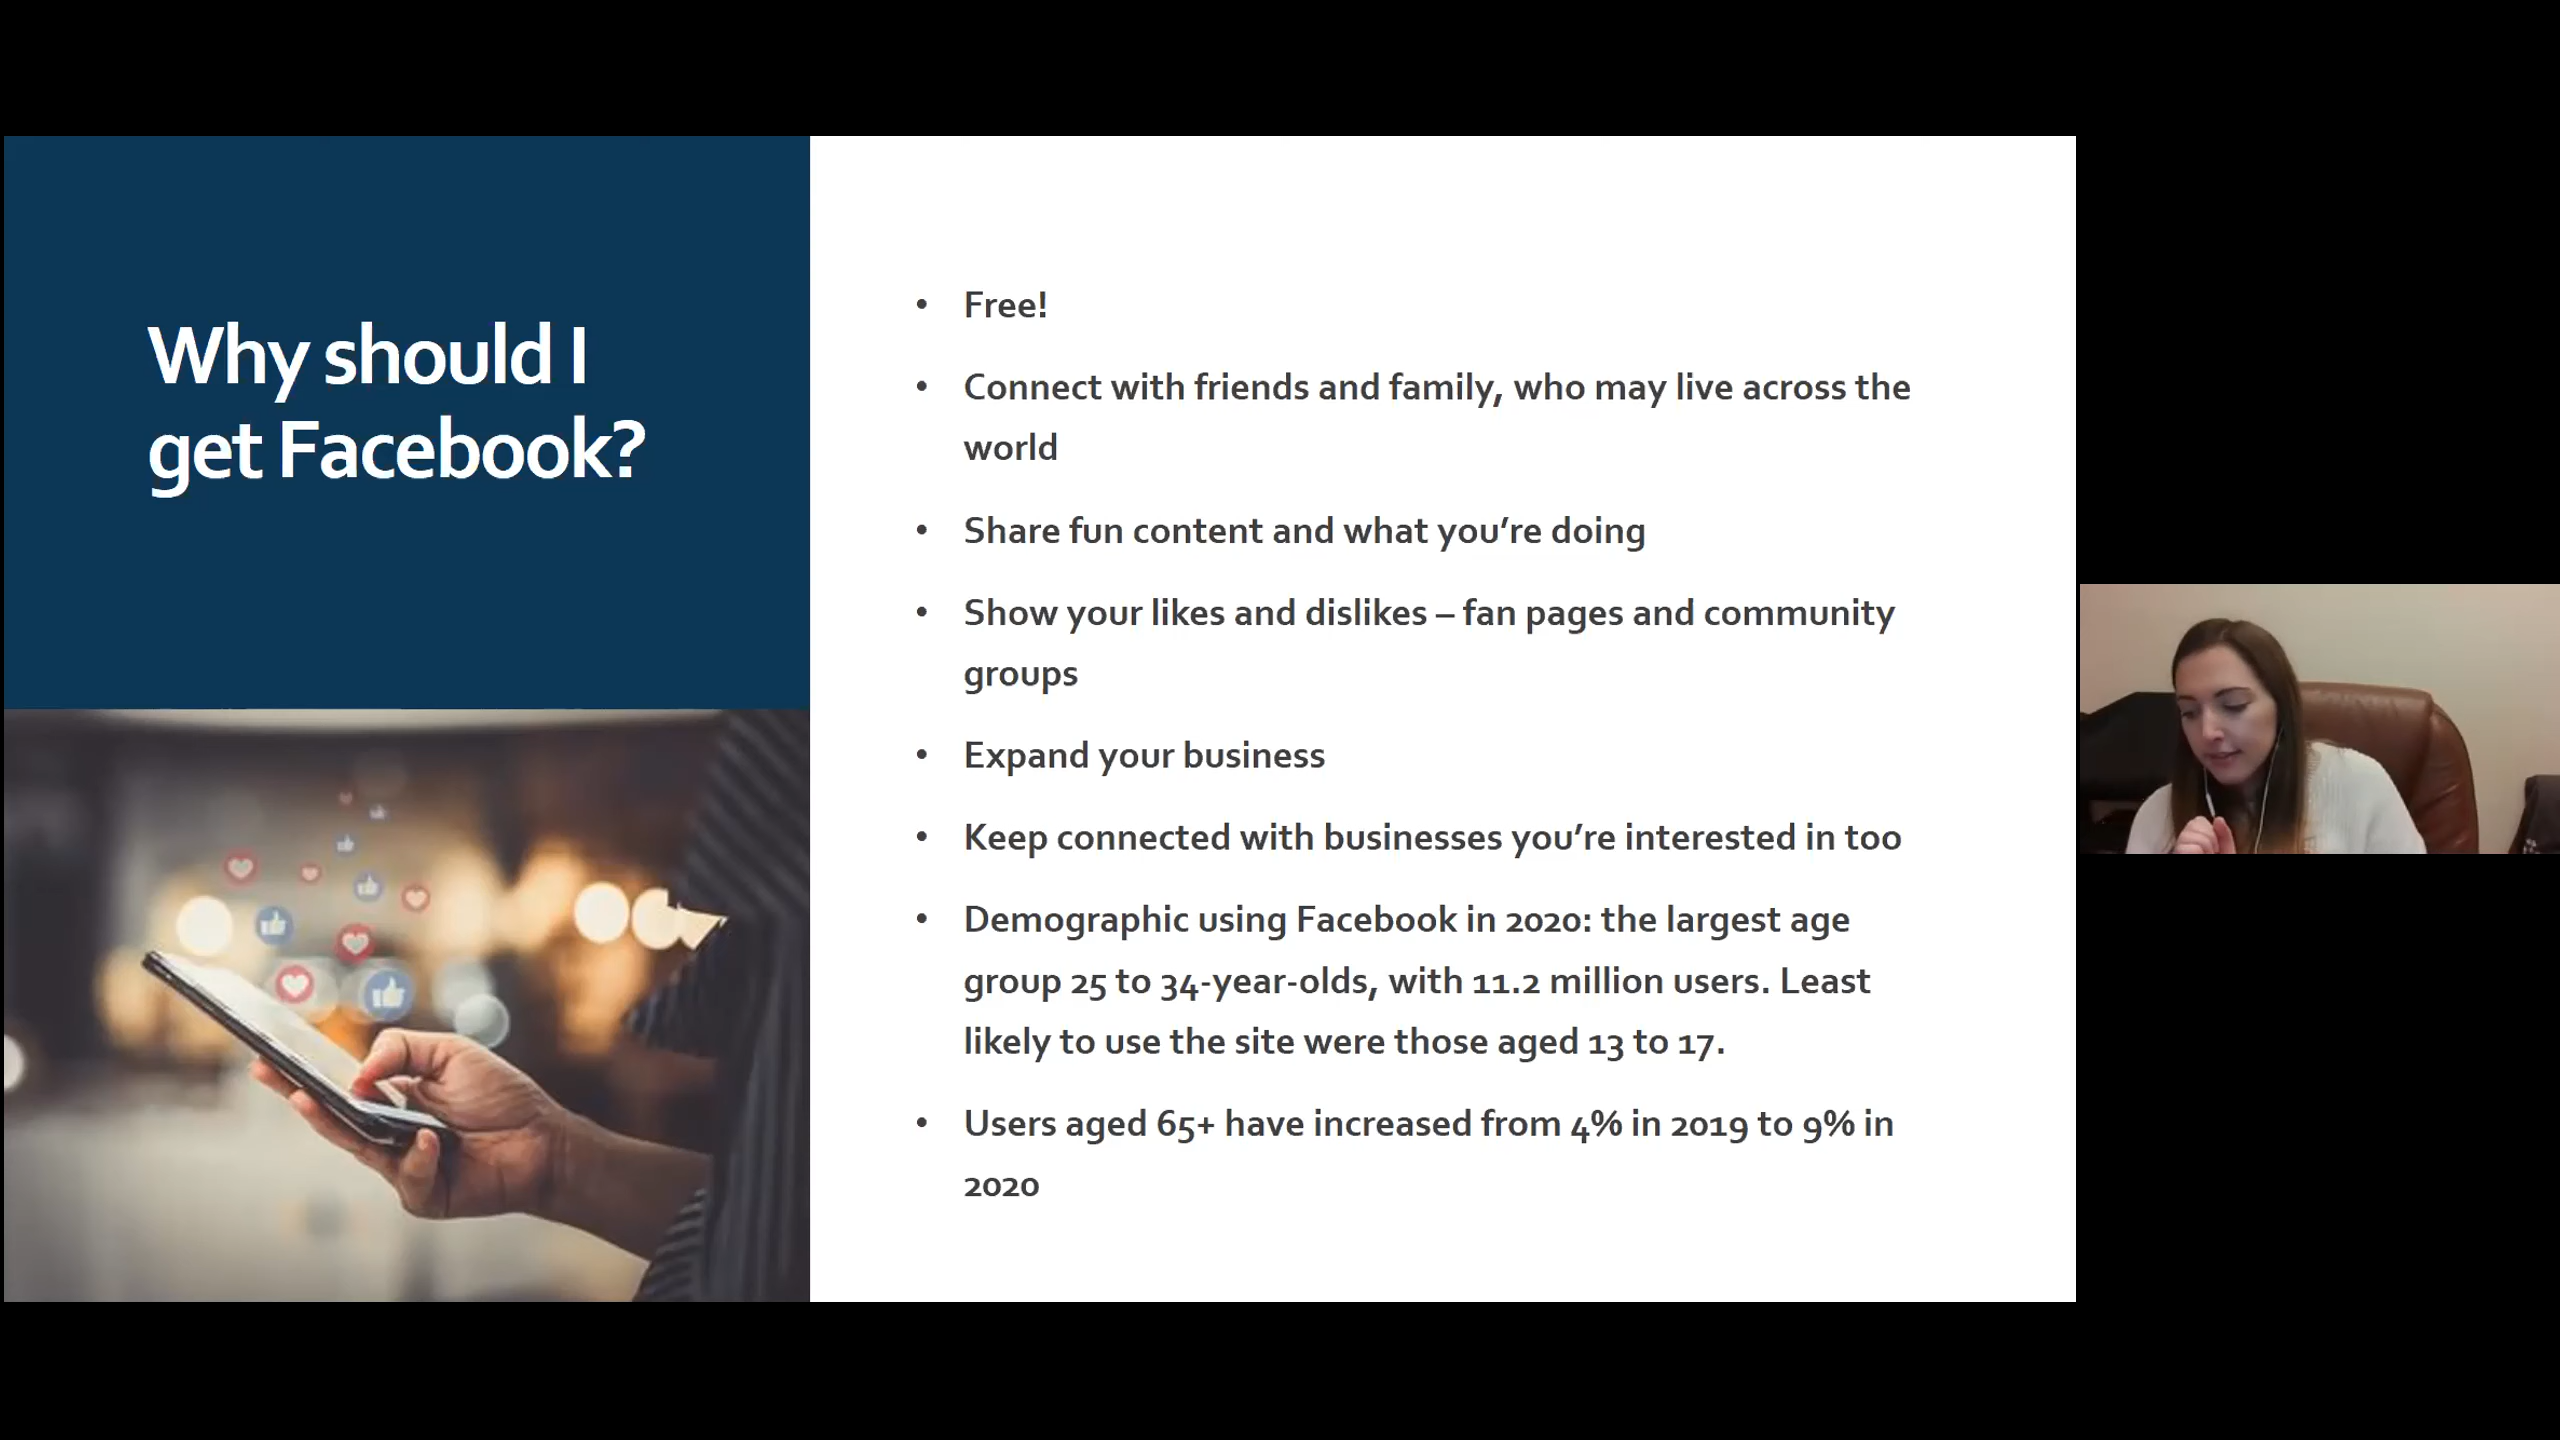 Why should I
get Facebook?
• Free!
• Connect with friends and family, who may live across the
world
• Share fun content and what you’re doing
• Show your likes and dislikes – fan pages and community
groups
• Expand your business
• Keep connected with businesses you’re interested in too
• Demographic using Facebook in 2020: the largest age
group 25 to 34-year-olds, with 11.2 million users. Least
likely to use the site were those aged 13 to 17.
• Users aged 65+ have increased from 4% in 2019 to 9% in
2020